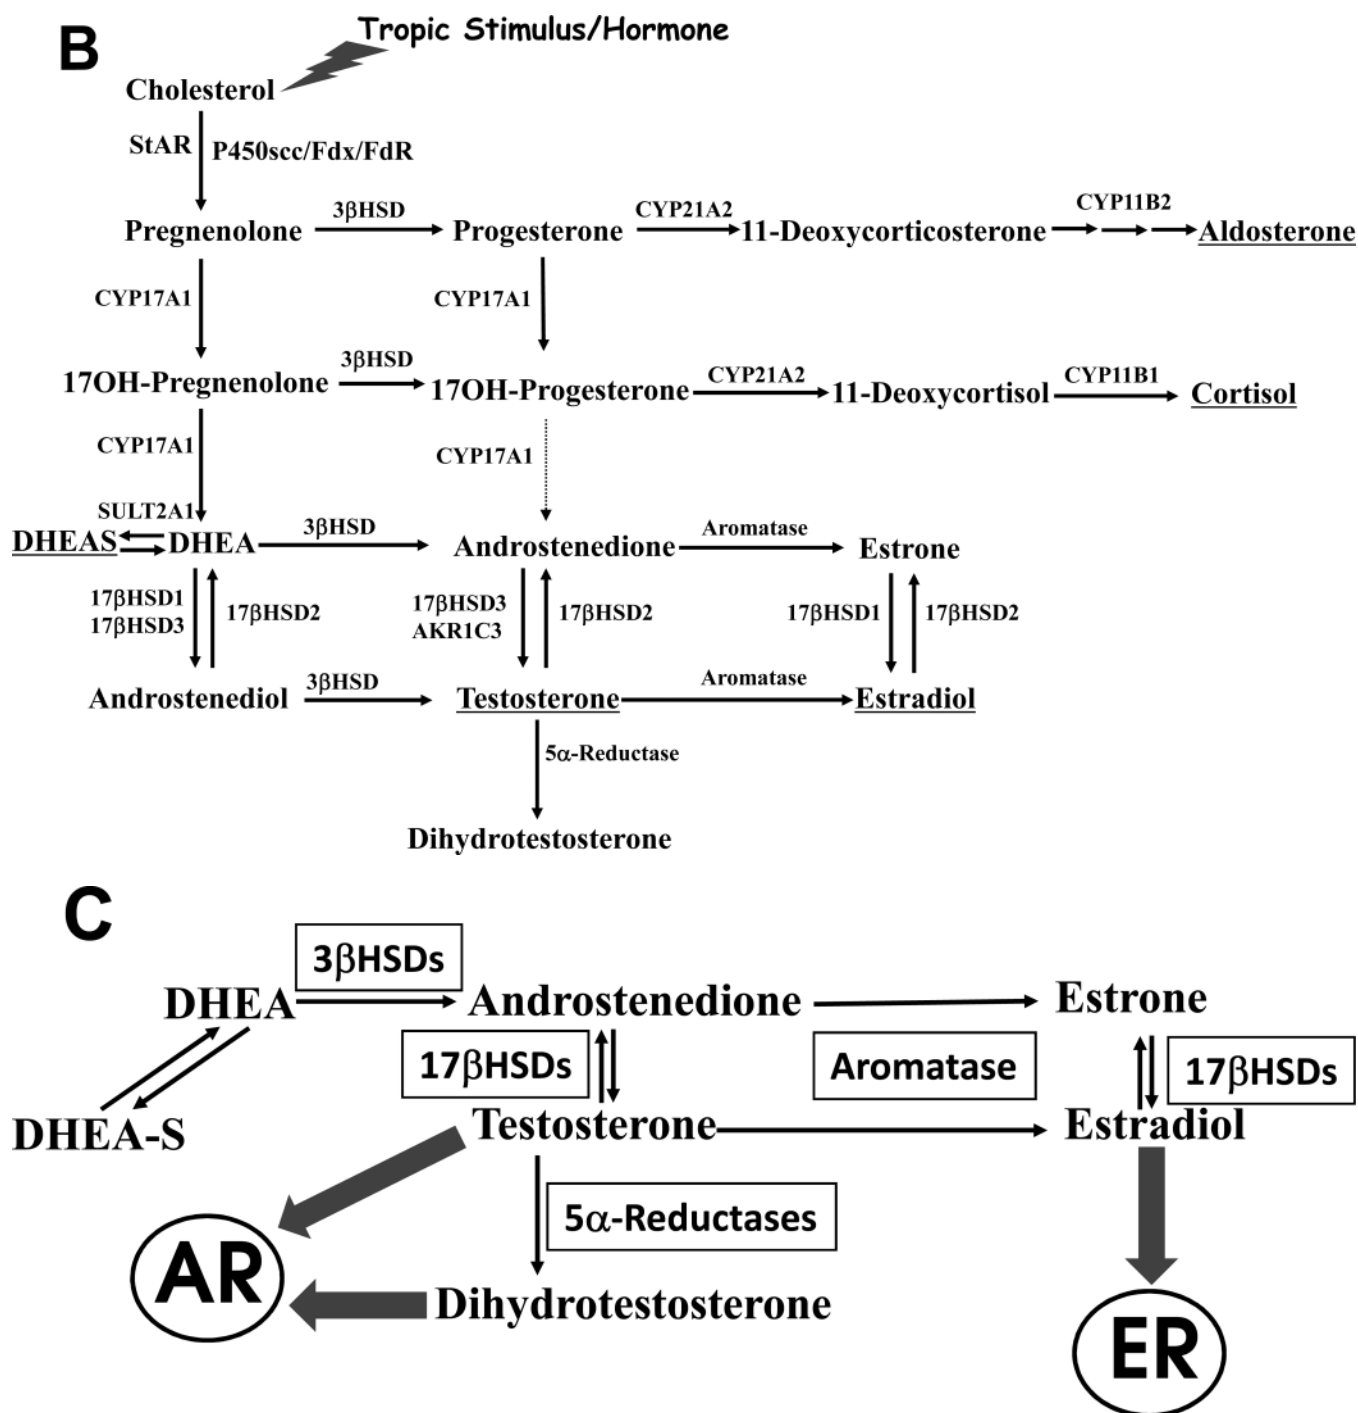 B
Tropic Stimulus/Hormone
Cholesterol
StAR
P450scc/Fdx/FdR
Pregnenolone
3βHSD
Progesterone
CYP21A2
11-Deoxycorticosterone
CYP11B2
Aldosterone
CYP17A1
CYP17A1
17OH-Pregnenolone
3βHSD
17OH-Progesterone
CYP21A2
11-Deoxycortisol
CYP11B1
Cortisol
CYP17A1
CYP17A1
SULT2A1
DHEAS
DHEA
3βHSD
Androstenedione
Aromatase
Estrone
17βHSD1
17βHSD3
17βHSD2
17βHSD3
AKR1C3
17βHSD2
17βHSD1
17βHSD2
Androstenediol
3βHSD
Testosterone
Aromatase
Estradiol
5α-Reductase
Dihydrotestosterone
C
3βHSDs
DHEA
Androstenedione
Estrone
17βHSDs
Aromatase
17βHSDs
DHEA-S
Testosterone
Estradiol
5α-Reductases
AR
Dihydrotestosterone
ER